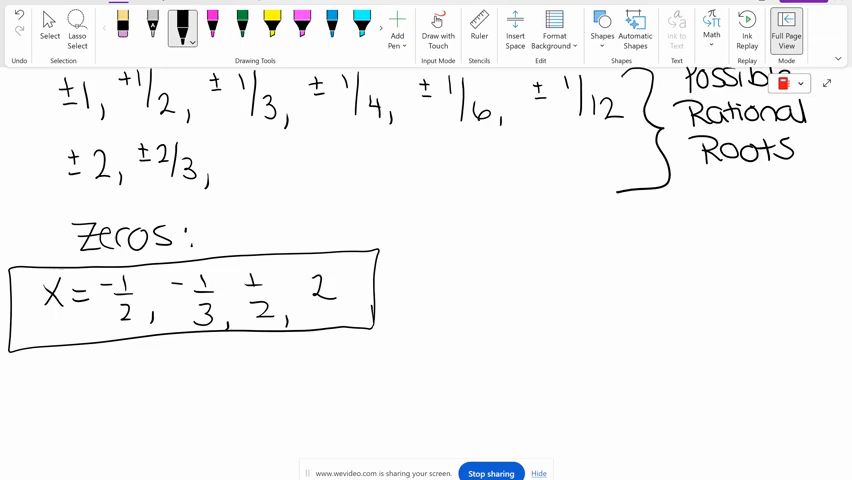 Undo
Select
Lasso Select
Selection
Drawing Tools
Add Pen
Draw with Touch
Input Mode
Ruler
Stencils
Insert Space
Format Background
Edit
Shapes
Automatic Shapes
Shapes
Ink to Text
Math
Ink Replay
Replay
Full Page View
Mode
±1, +1/2, ± 1/3, ± 1/4, ± 1/6, ± 1/12
± 2, ± 2/3,
Possible
Rational
Roots
Zeros:
X = -1/2, -1/3, ±/2, 2
www.wevideo.com is sharing your screen.
Stop sharing
Hide